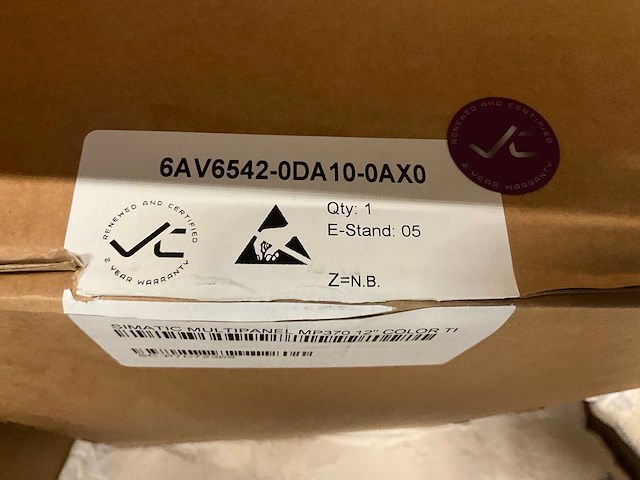 RENEWED AND CERTIFIED
2 YEAR WARRANTY
6AV6542-0DA10-0AX0
RENEWED AND CERTIFIED
2 YEAR WARRANTY
Qty: 1
E-Stand: 05
Z=N.B.
SIMATIC MULTIPANEL MP370 12" COLOR TI